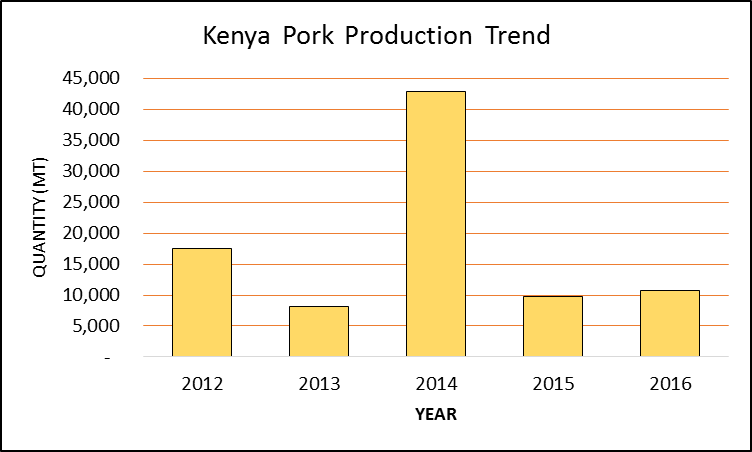 Kenya Pork Production Trend
45,000
40,000
35,000
30,000
25,000
20,000
15,000
10,000
5,000
-
QUANTITY (MT)
2012 2013 2014 2015 2016
YEAR